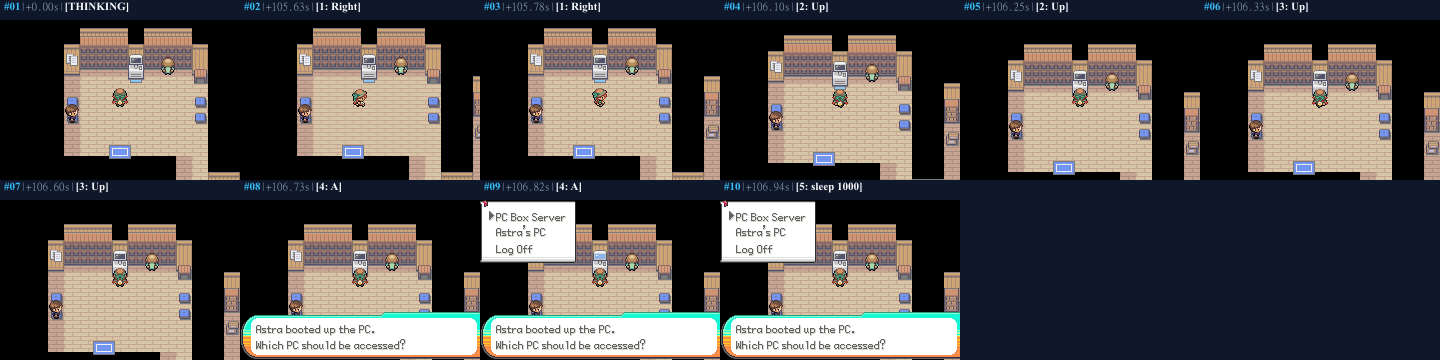 #01 | +0.00s | [THINKING]
#02 | +105.63s | [1: Right]
#03 | +105.78s | [1: Right]
#04 | +106.10s | [2: Up]
#05 | +106.25s | [2: Up]
#06 | +106.33s | [3: Up]
#07 | +106.60s | [3: Up]
#08 | +106.73s | [4: A]
#09 | +106.82s | [4: A]
#10 | +106.94s | [5: sleep 1000]
Astra booted up the PC.
Which PC should be accessed?
PC Box Server
Astra's PC
Log Off
Astra booted up the PC.
Which PC should be accessed?
PC Box Server
Astra's PC
Log Off
Astra booted up the PC.
Which PC should be accessed?